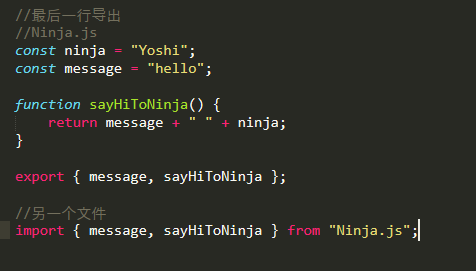 //最后一行导出
//Ninja.js
const ninja = "Yoshi";
const message = "hello";
function sayHiToNinja() {
    return message + " " + ninja;
}
export { message, sayHiToNinja };
//另一个文件
import { message, sayHiToNinja } from "Ninja.js";